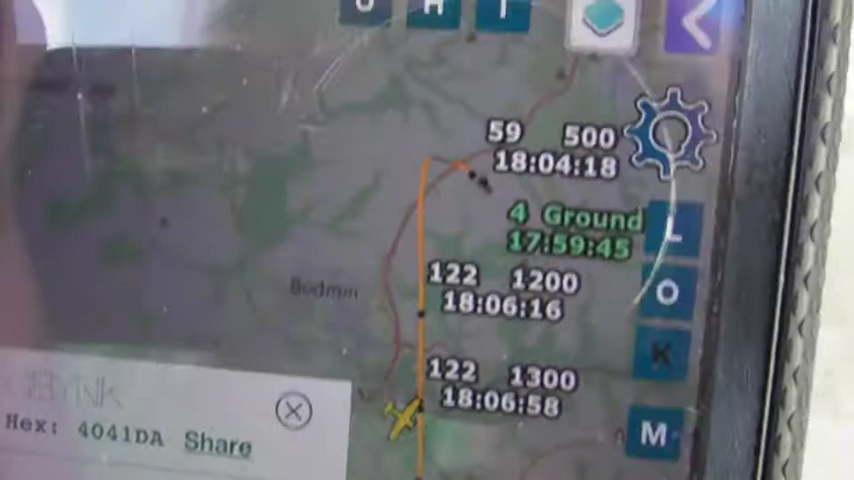 U H T
59 500
18:04:18
4 Ground
17:59:45
L
122 1200
18:06:16
O
Bodmin
K
122 1300
18:06:58
M
Hex: 4041DA Share